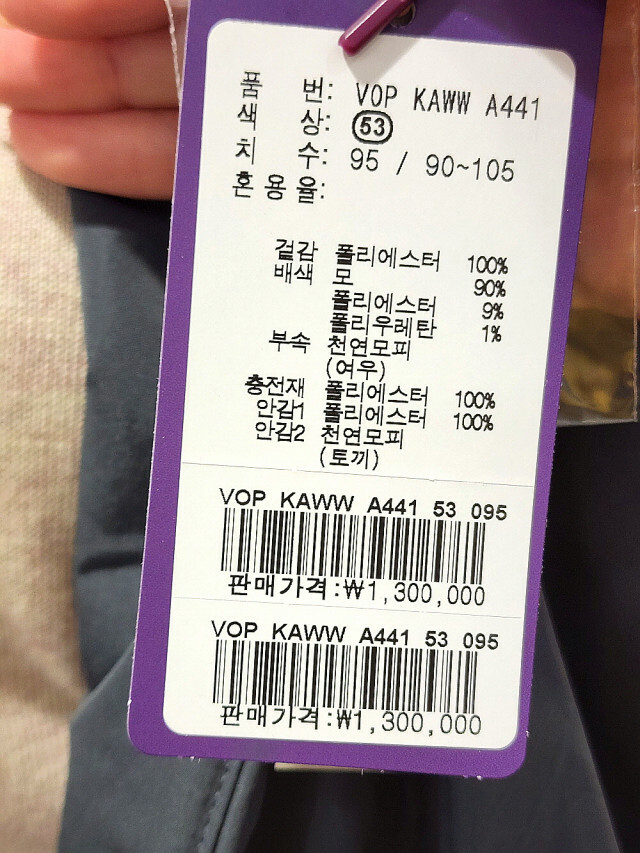 품 번: VOP KAWW A441
색 상: 53
치 수: 95 / 90~105
혼용율:
겉감 폴리에스터 100%
배색 모 90%
폴리에스터 9%
폴리우레탄 1%
부속 천연모피
(여우)
충전재 폴리에스터 100%
안감1 폴리에스터 100%
안감2 천연모피
(토끼)
VOP KAWW A441 53 095
판매가격:₩1,300,000
VOP KAWW A441 53 095
판매가격:₩1,300,000